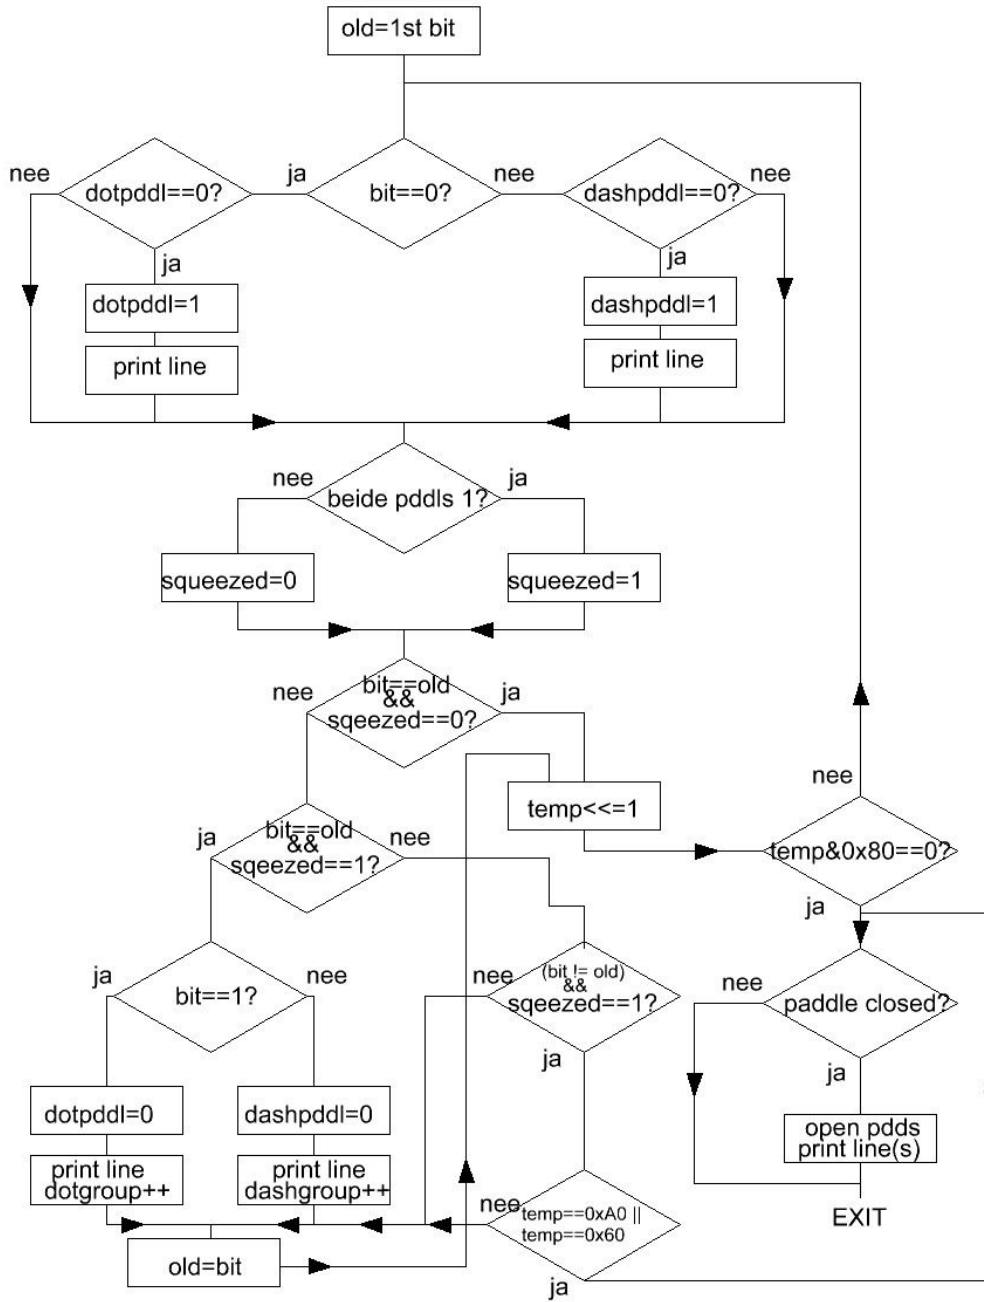 old=1st bit
nee
dotpddl==0?
ja
bit==0?
nee
dashpddl==0?
nee
ja
ja
dotpddl=1
dashpddl=1
print line
print line
nee
beide pddls 1?
ja
squeezed=0
squeezed=1
nee
bit==old
&&
sqeezed==0?
ja
nee
temp<<=1
ja
bit==old
&&
sqeezed==1?
nee
temp&0x80==0?
ja
ja
bit==1?
nee
nee
(bit != old)
&&
sqeezed==1?
ja
nee
paddle closed?
ja
dotpddl=0
dashpddl=0
open pdds
print line(s)
print line
dotgroup++
print line
dashgroup++
nee
temp==0xA0 ||
temp==0x60
ja
EXIT
old=bit